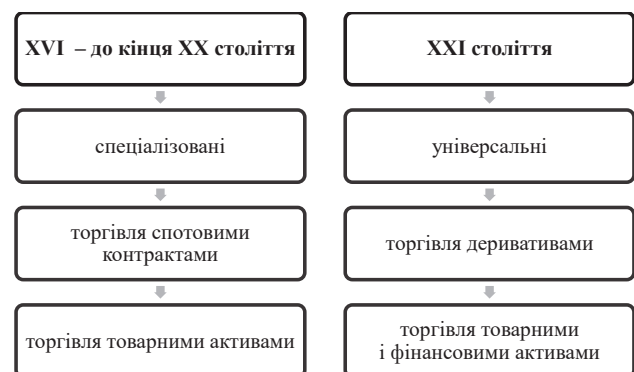 XVI – до кінця XX століття
спеціалізовані
торгівля спотовими
контрактами
торгівля товарними активами
XXI століття
універсальні
торгівля деривативами
торгівля товарними
і фінансовими активами